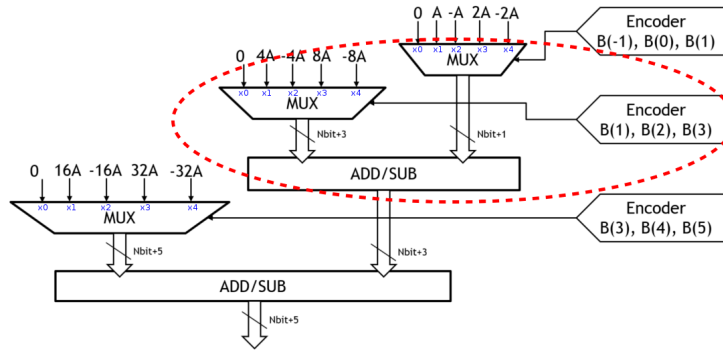 0 A -A 2A -2A
x0 x1 x2 x3 x4
MUX
Encoder
B(-1), B(0), B(1)
0 4A -4A 8A -8A
x0 x1 x2 x3 x4
MUX
Encoder
B(1), B(2), B(3)
Nbit+3
Nbit+1
ADD/SUB
0 16A -16A 32A -32A
x0 x1 x2 x3 x4
MUX
Encoder
B(3), B(4), B(5)
Nbit+5
Nbit+3
ADD/SUB
Nbit+5